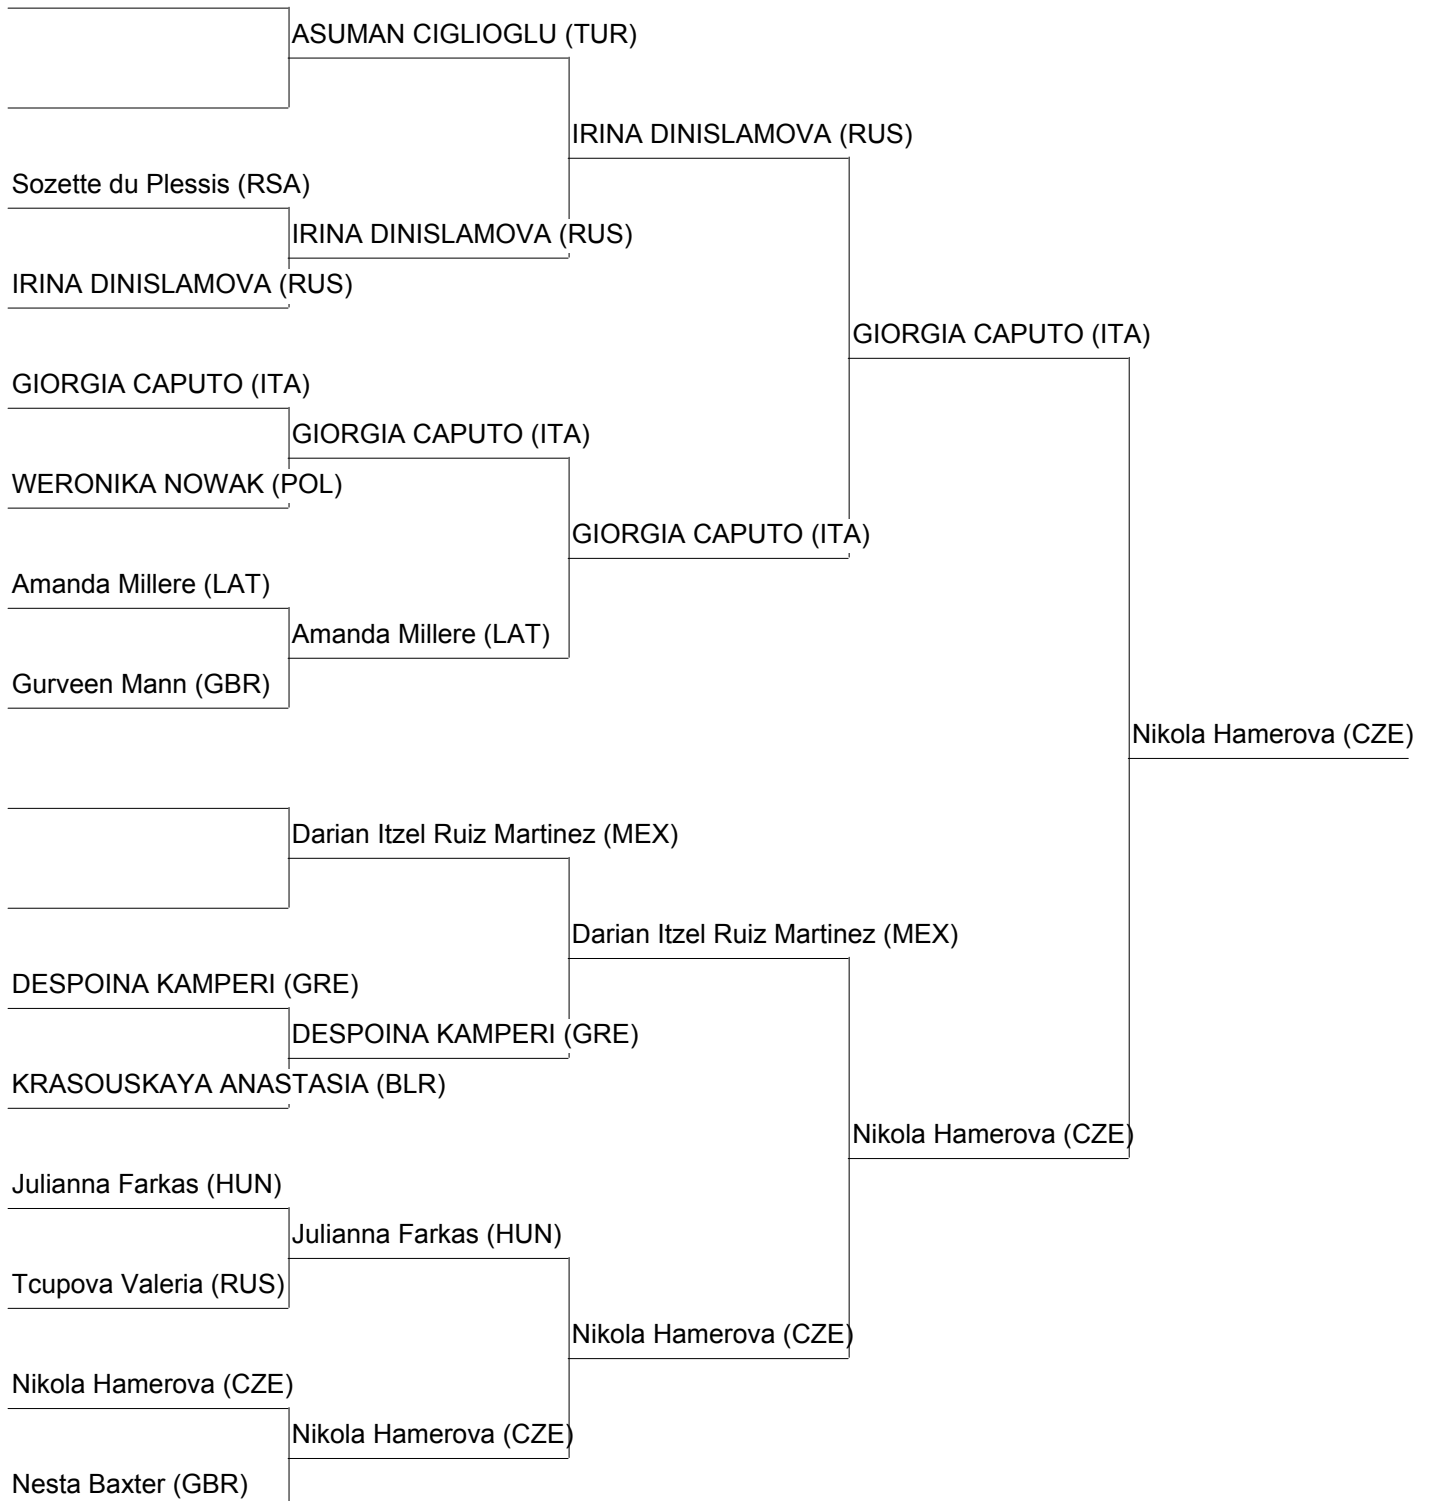 ASUMAN CIGLIOGLU (TUR)
IRINA DINISLAMOVA (RUS)
Sozette du Plessis (RSA)
IRINA DINISLAMOVA (RUS)
IRINA DINISLAMOVA (RUS)
GIORGIA CAPUTO (ITA)
GIORGIA CAPUTO (ITA)
GIORGIA CAPUTO (ITA)
WERONIKA NOWAK (POL)
GIORGIA CAPUTO (ITA)
Amanda Millere (LAT)
Amanda Millere (LAT)
Gurveen Mann (GBR)
Nikola Hamerova (CZE)
Darian Itzel Ruiz Martinez (MEX)
Darian Itzel Ruiz Martinez (MEX)
DESPOINA KAMPERI (GRE)
DESPOINA KAMPERI (GRE)
KRASOUSKAYA ANASTASIA (BLR)
Nikola Hamerova (CZE)
Julianna Farkas (HUN)
Julianna Farkas (HUN)
Tcupova Valeria (RUS)
Nikola Hamerova (CZE)
Nikola Hamerova (CZE)
Nikola Hamerova (CZE)
Nesta Baxter (GBR)